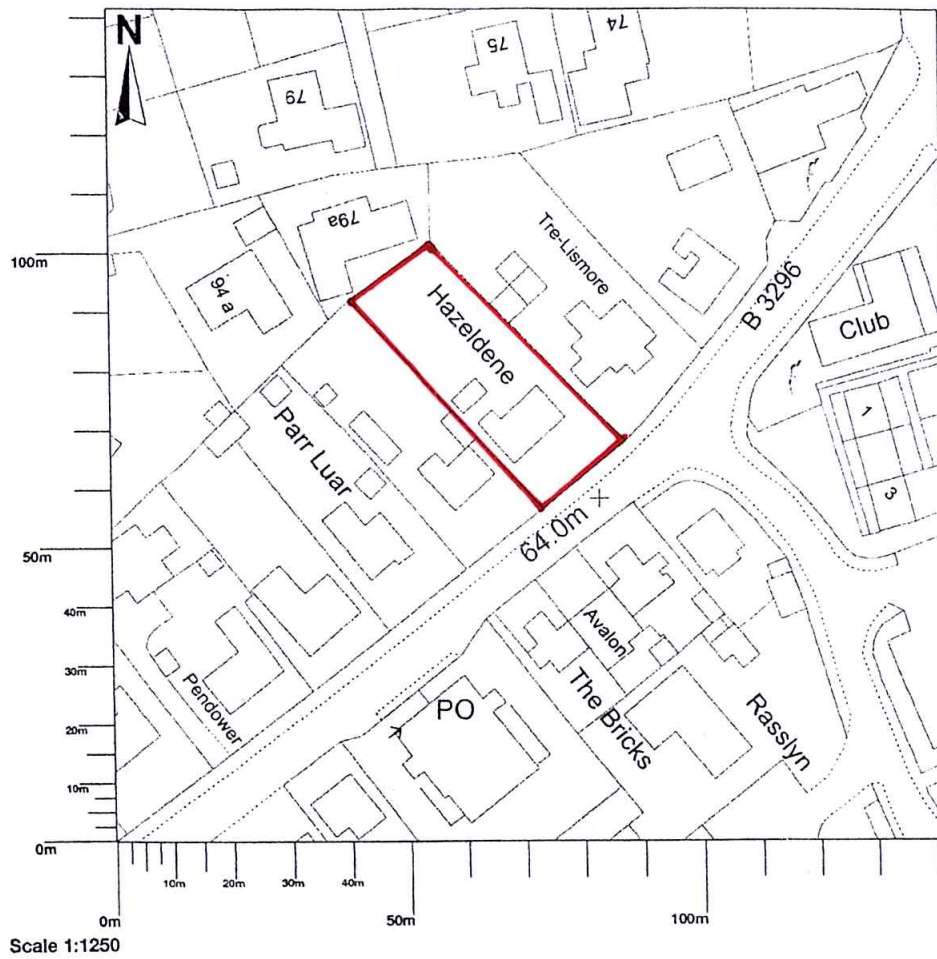 N
79
75
74
79a
94 a
Tre-Lismore
Hazeldene
B 3296
Club
1
3
Parr Luar
64.0m
Avalon
The Bricks
Rasslyn
PO
Pendower
100m
50m
40m
30m
20m
10m
0m
10m
20m
30m
40m
0m
50m
100m
Scale 1:1250